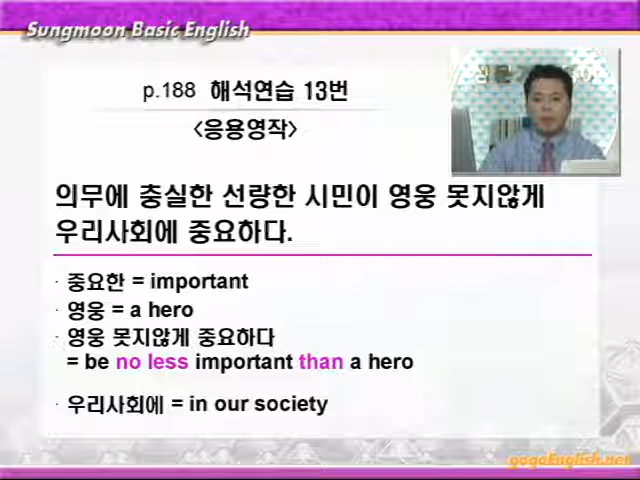 Sungmoon Basic English
p.188 해석연습 13번
<응용영작>
의무에 충실한 선량한 시민이 영웅 못지않게
우리사회에 중요하다.
· 중요한 = important
· 영웅 = a hero
· 영웅 못지않게 중요하다
= be no less important than a hero
· 우리사회에 = in our society
gogoEnglish.net